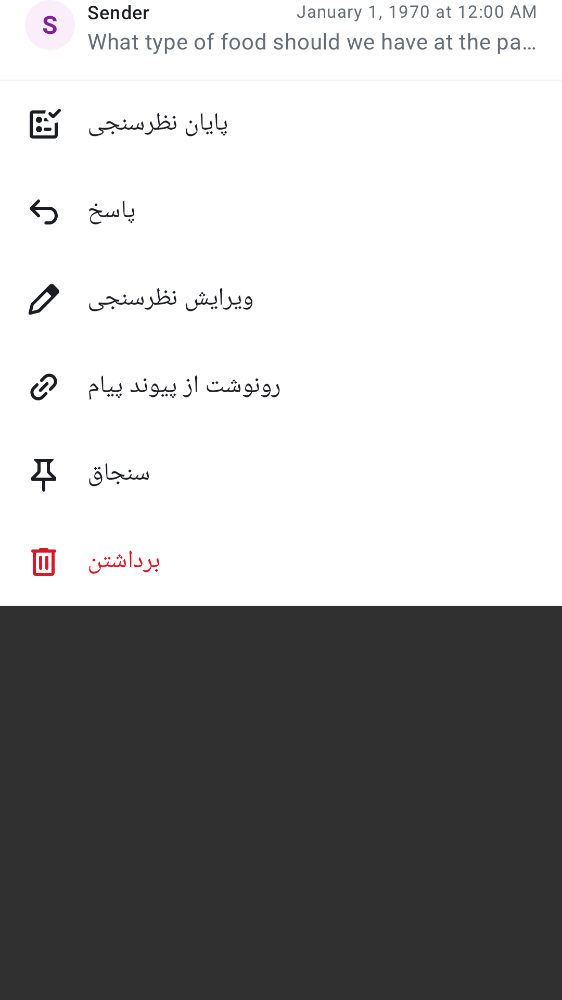 S
Sender
January 1, 1970 at 12:00 AM
What type of food should we have at the pa…
پایان نظرسنجی
پاسخ
ویرایش نظرسنجی
رونوشت از پیوند پیام
سنجاق
برداشتن